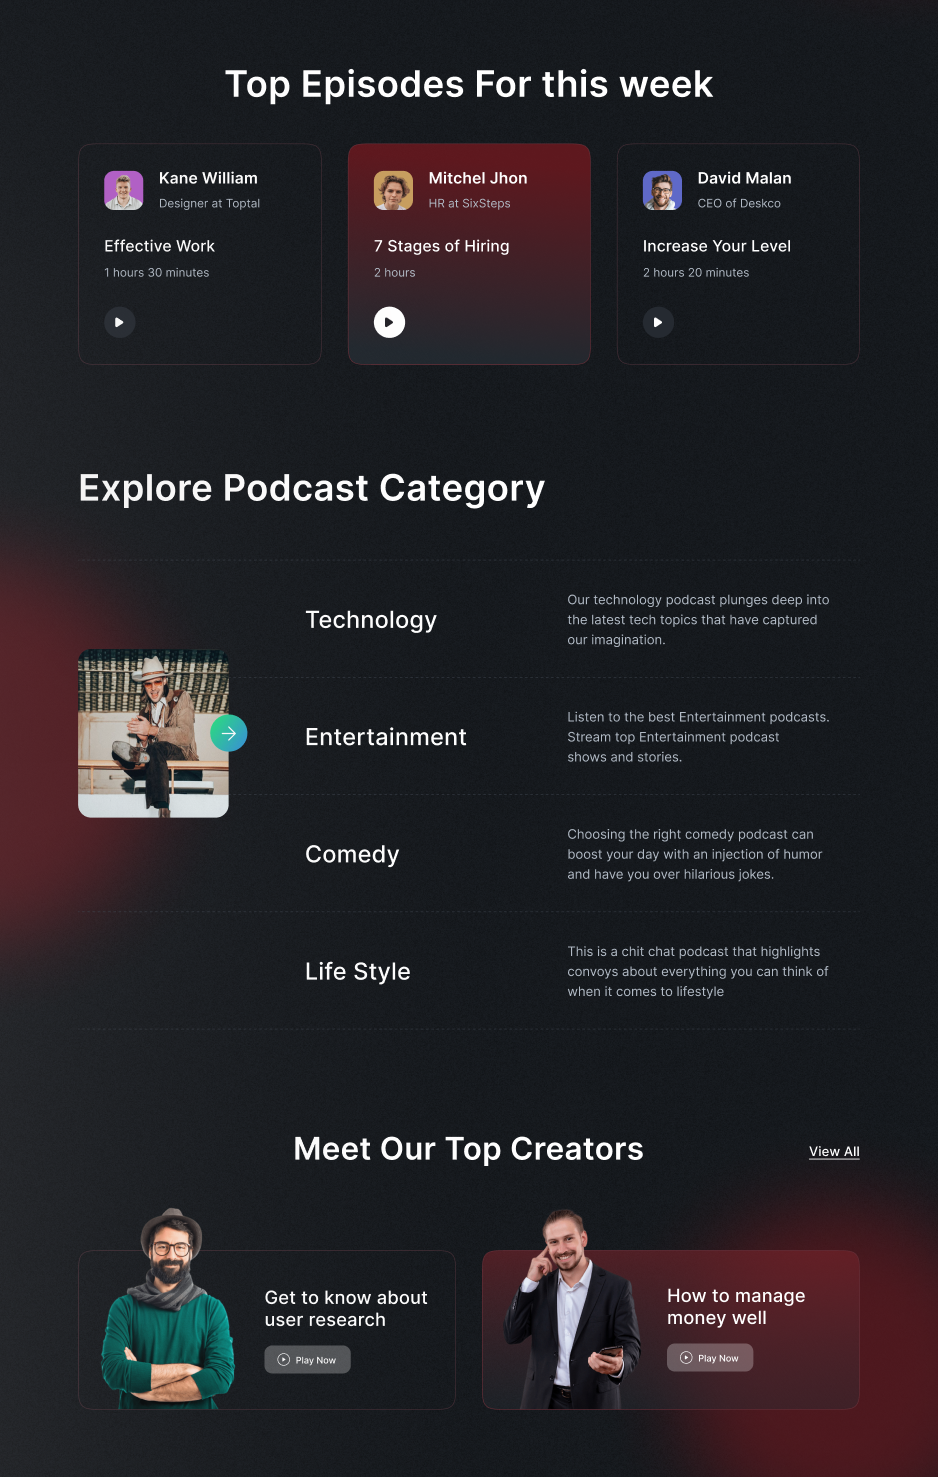 Top Episodes For this week
Kane William
Designer at Toptal
Effective Work
1 hours 30 minutes
Mitchel Jhon
HR at SixSteps
7 Stages of Hiring
2 hours
David Malan
CEO of Deskco
Increase Your Level
2 hours 20 minutes
Explore Podcast Category
Technology
Our technology podcast plunges deep into
the latest tech topics that have captured
our imagination.
Entertainment
Listen to the best Entertainment podcasts.
Stream top Entertainment podcast
shows and stories.
Comedy
Choosing the right comedy podcast can
boost your day with an injection of humor
and have you over hilarious jokes.
Life Style
This is a chit chat podcast that highlights
convoys about everything you can think of
when it comes to lifestyle
Meet Our Top Creators
View All
Get to know about
user research
Play Now
How to manage
money well
Play Now